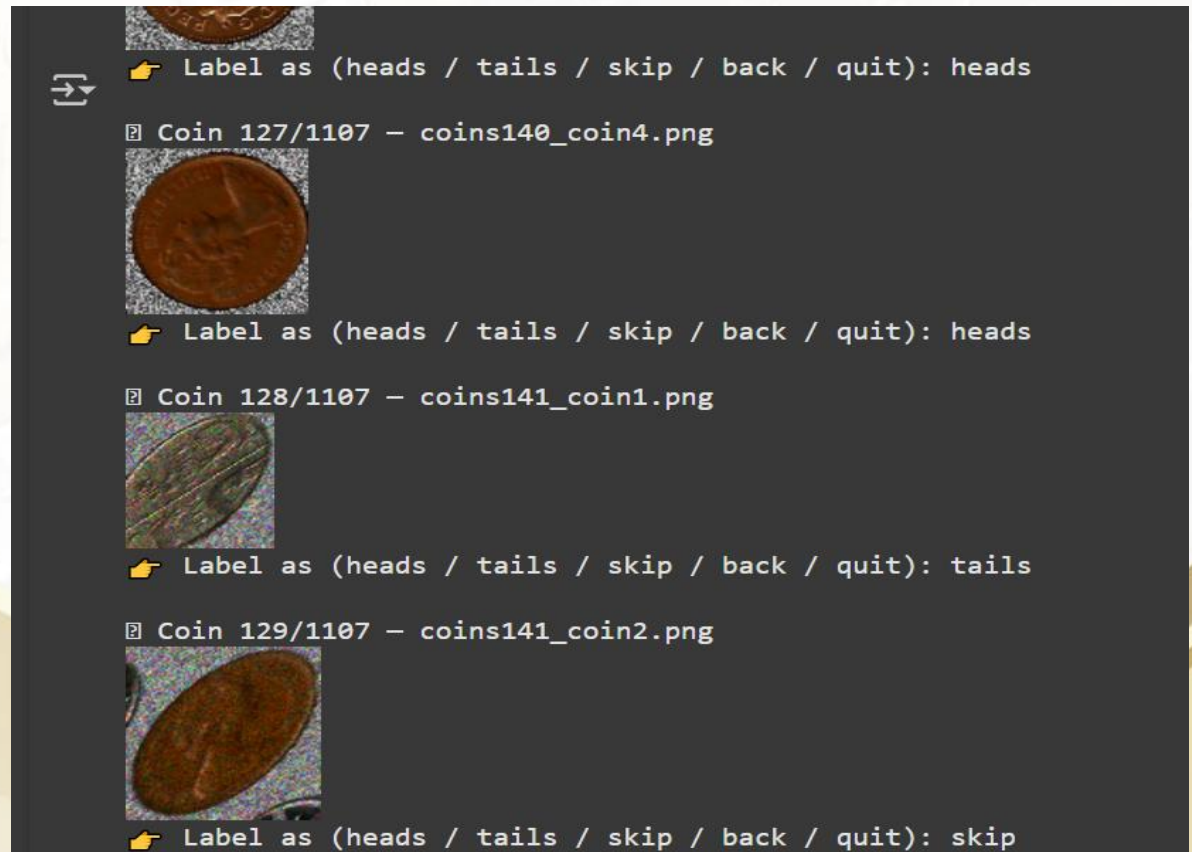 👉 Label as (heads / tails / skip / back / quit): heads
Coin 127/1107 — coins140_coin4.png
👉 Label as (heads / tails / skip / back / quit): heads
Coin 128/1107 — coins141_coin1.png
👉 Label as (heads / tails / skip / back / quit): tails
Coin 129/1107 — coins141_coin2.png
👉 Label as (heads / tails / skip / back / quit): skip